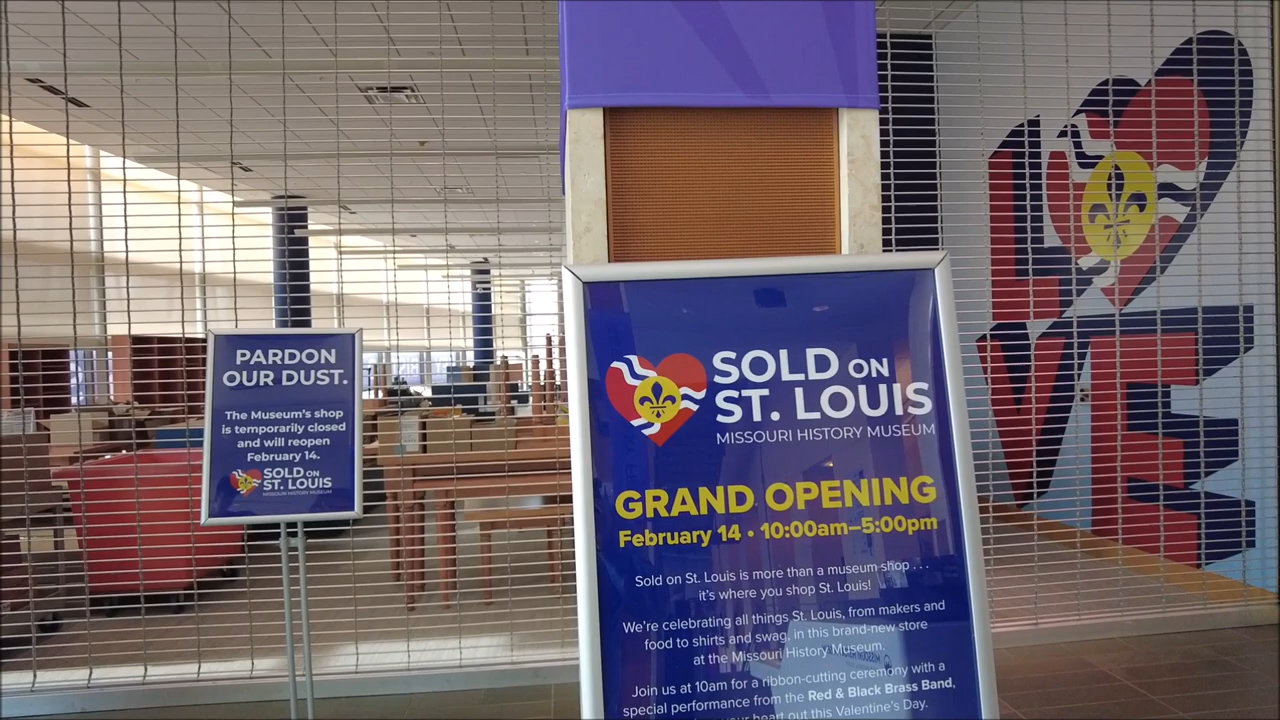 PARDON
OUR DUST.
The Museum's shop
is temporarily closed
and will reopen
February 14.
SOLD ON
ST. LOUIS
MISSOURI HISTORY MUSEUM
SOLD ON
ST. LOUIS
MISSOURI HISTORY MUSEUM
GRAND OPENING
February 14 • 10:00am–5:00pm
Sold on St. Louis is more than a museum shop . . .
it's where you shop St. Louis!
We're celebrating all things St. Louis, from makers and
food to shirts and swag, in this brand-new store
at the Missouri History Museum.
Join us at 10am for a ribbon-cutting ceremony with a
special performance from the Red & Black Brass Band,
your heart out this Valentine's Day.
LOVE